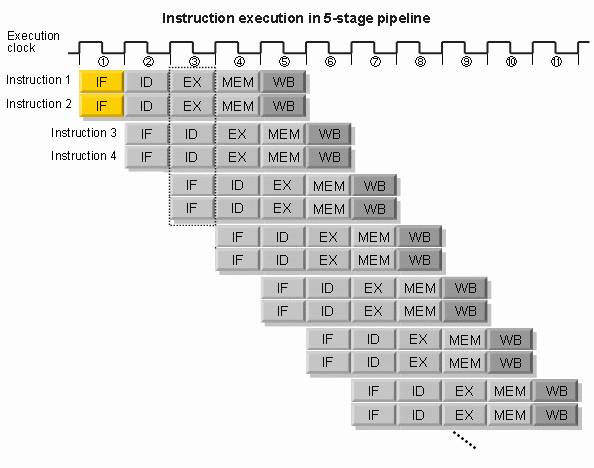 Instruction execution in 5-stage pipeline
Execution
clock
① ② ③ ④ ⑤ ⑥ ⑦ ⑧ ⑨ ⑩ ⑪
Instruction 1 IF ID EX MEM WB
Instruction 2 IF ID EX MEM WB
Instruction 3 IF ID EX MEM WB
Instruction 4 IF ID EX MEM WB
IF ID EX MEM WB
IF ID EX MEM WB
IF ID EX MEM WB
IF ID EX MEM WB
IF ID EX MEM WB
IF ID EX MEM WB
IF ID EX MEM WB
IF ID EX MEM WB
IF ID EX MEM WB
IF ID EX MEM WB